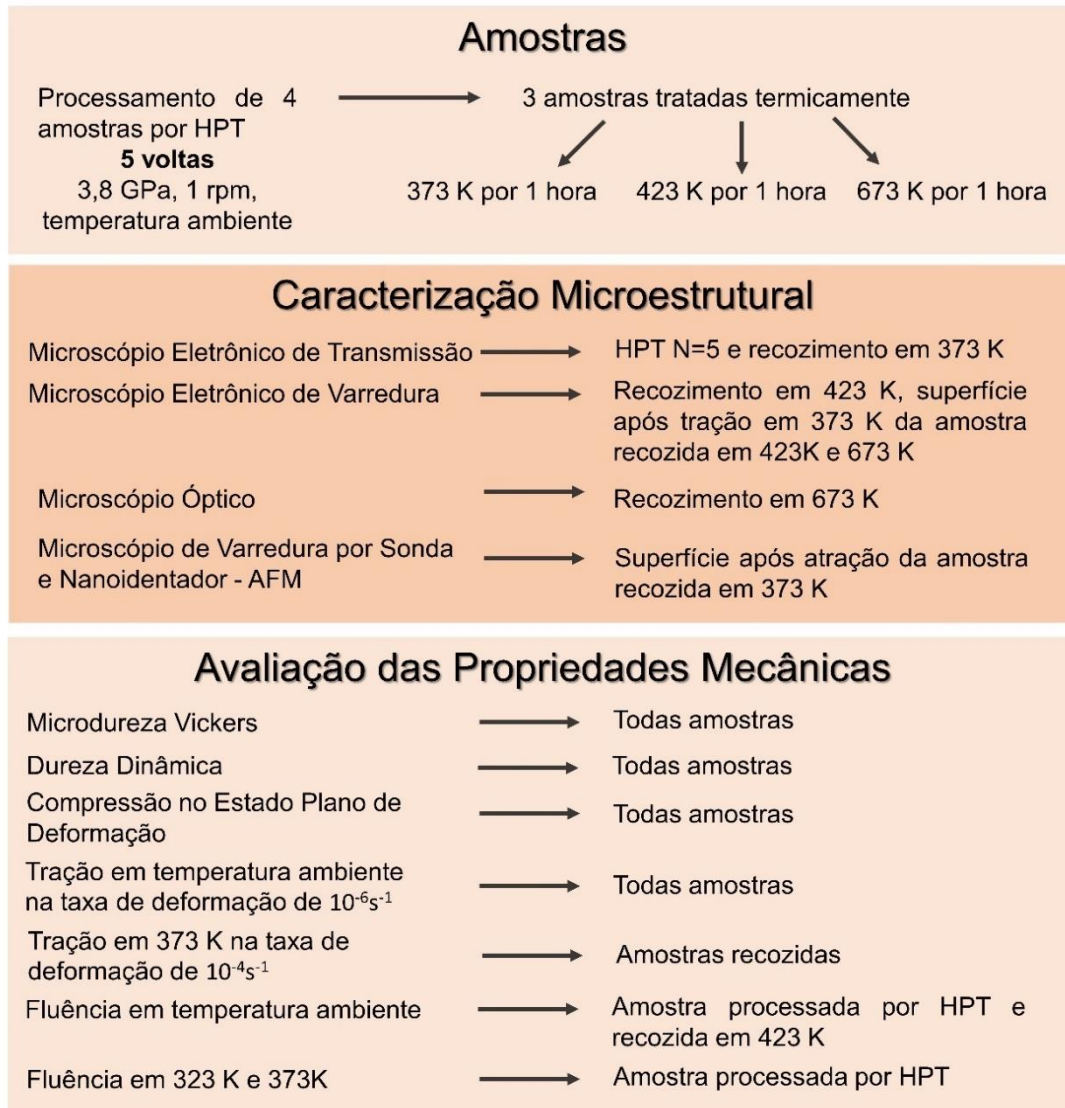 Amostras
Processamento de 4
amostras por HPT
5 voltas
3,8 GPa, 1 rpm,
temperatura ambiente
3 amostras tratadas termicamente
373 K por 1 hora
423 K por 1 hora
673 K por 1 hora
Caracterização Microestrutural
Microscópio Eletrônico de Transmissão
HPT N=5 e recozimento em 373 K
Microscópio Eletrônico de Varredura
Recozimento em 423 K, superfície
após tração em 373 K da amostra
recozida em 423K e 673 K
Microscópio Óptico
Recozimento em 673 K
Microscópio de Varredura por Sonda
e Nanoidentador - AFM
Superfície após atração da amostra
recozida em 373 K
Avaliação das Propriedades Mecânicas
Microdureza Vickers
Todas amostras
Dureza Dinâmica
Todas amostras
Compressão no Estado Plano de
Deformação
Todas amostras
Tração em temperatura ambiente
na taxa de deformação de 10⁻⁶s⁻¹
Todas amostras
Tração em 373 K na taxa de
deformação de 10⁻⁴s⁻¹
Amostras recozidas
Fluência em temperatura ambiente
Amostra processada por HPT e
recozida em 423 K
Fluência em 323 K e 373K
Amostra processada por HPT